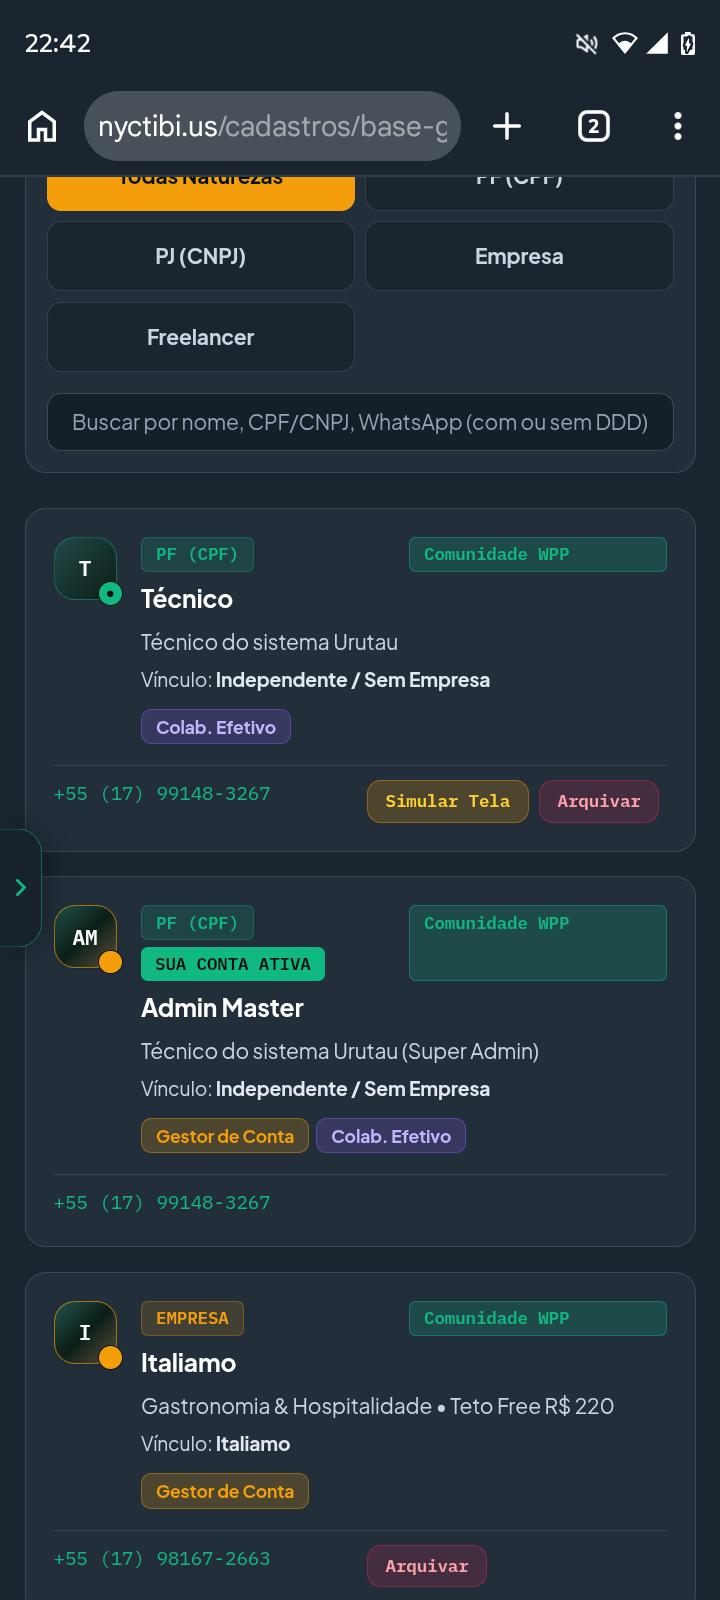 22:42
nyctibi.us/cadastros/base-g
2
Todas Naturezas
PF (CPF)
PJ (CNPJ)
Empresa
Freelancer
Buscar por nome, CPF/CNPJ, WhatsApp (com ou sem DDD)
T
PF (CPF)
Comunidade WPP
Técnico
Técnico do sistema Urutau
Vínculo: Independente / Sem Empresa
Colab. Efetivo
+55 (17) 99148-3267
Simular Tela
Arquivar
AM
PF (CPF)
Comunidade WPP
SUA CONTA ATIVA
Admin Master
Técnico do sistema Urutau (Super Admin)
Vínculo: Independente / Sem Empresa
Gestor de Conta
Colab. Efetivo
+55 (17) 99148-3267
I
EMPRESA
Comunidade WPP
Italiamo
Gastronomia & Hospitalidade • Teto Free R$ 220
Vínculo: Italiamo
Gestor de Conta
+55 (17) 98167-2663
Arquivar